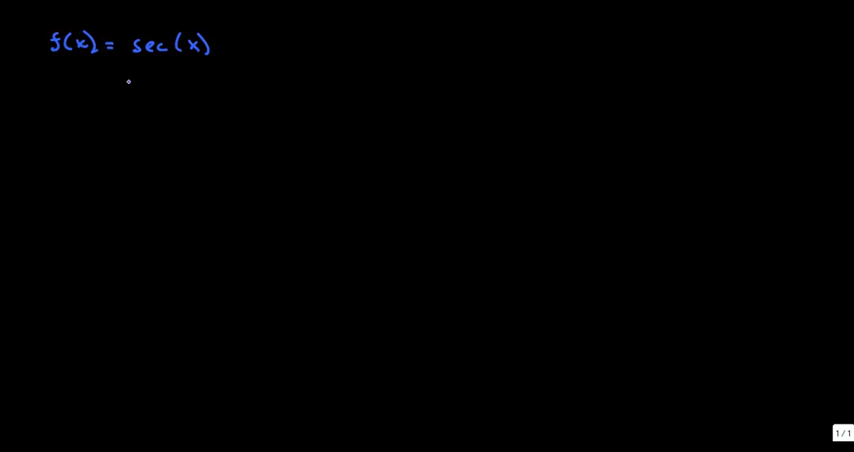 f(x) = sec(x)
1/1